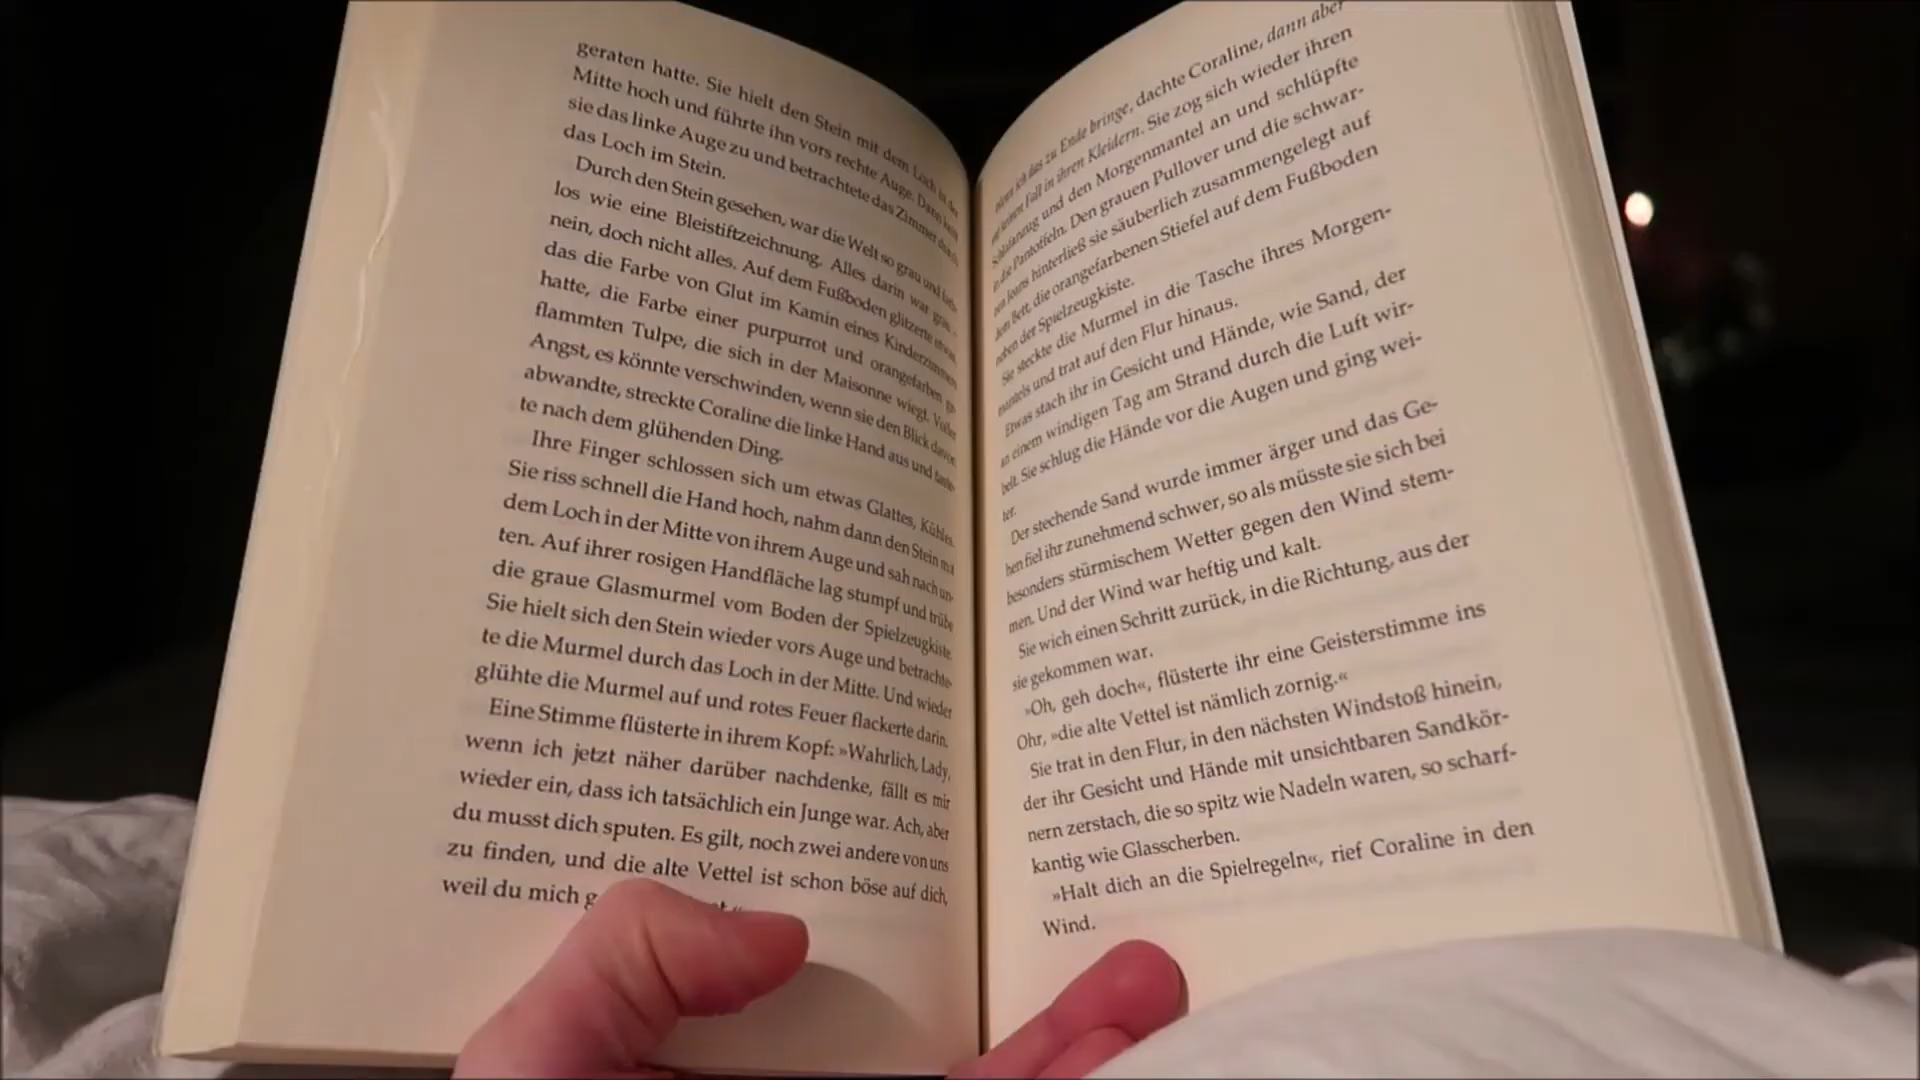 geraten hatte. Sie hielt den Stein mit dem Loch in der
Mitte hoch und führte ihn vors rechte Auge. Dann kniff
sie das linke Auge zu und betrachtete das Zimmer durch
das Loch im Stein.
Durch den Stein gesehen, war die Welt so grau und farb-
los wie eine Bleistiftzeichnung. Alles darin war grau –
nein, doch nicht alles. Auf dem Fußboden glitzerte etwas,
das die Farbe von Glut im Kamin eines Kinderzimmers
hatte, die Farbe einer purpurrot und orangefarben ge-
flammten Tulpe, die sich in der Maisonne wiegt. Voller
Angst, es könnte verschwinden, wenn sie den Blick davon
abwandte, streckte Coraline die linke Hand aus und taste-
te nach dem glühenden Ding.
Ihre Finger schlossen sich um etwas Glattes, Kühles.
Sie riss schnell die Hand hoch, nahm dann den Stein mit
dem Loch in der Mitte von ihrem Auge und sah nach un-
ten. Auf ihrer rosigen Handfläche lag stumpf und trübe
die graue Glasmurmel vom Boden der Spielzeugkiste.
Sie hielt sich den Stein wieder vors Auge und betrachte-
te die Murmel durch das Loch in der Mitte. Und wieder
glühte die Murmel auf und rotes Feuer flackerte darin.
Eine Stimme flüsterte in ihrem Kopf: »Wahrlich, Lady,
wenn ich jetzt näher darüber nachdenke, fällt es mir
wieder ein, dass ich tatsächlich ein Junge war. Ach, aber
du musst dich sputen. Es gilt, noch zwei andere von uns
zu finden, und die alte Vettel ist schon böse auf dich,
weil du mich
wenn ich das zu Ende bringe, dachte Coraline, dann aber
auf jeden Fall in ihren Kleidern. Sie zog sich wieder ihren
Schlafanzug und den Morgenmantel an und schlüpfte
in die Pantoffeln. Den grauen Pullover und die schwar-
zen Jeans hinterließ sie säuberlich zusammengelegt auf
dem Bett, die orangefarbenen Stiefel auf dem Fußboden
neben der Spielzeugkiste.
Sie steckte die Murmel in die Tasche ihres Morgen-
mantels und trat auf den Flur hinaus.
Etwas stach ihr in Gesicht und Hände, wie Sand, der
an einem windigen Tag am Strand durch die Luft wir-
belt. Sie schlug die Hände vor die Augen und ging wei-
ter.
Der stechende Sand wurde immer ärger und das Ge-
hen fiel ihr zunehmend schwer, so als müsste sie sich bei
besonders stürmischem Wetter gegen den Wind stem-
men. Und der Wind war heftig und kalt.
Sie wich einen Schritt zurück, in die Richtung, aus der
sie gekommen war.
»Oh, geh doch«, flüsterte ihr eine Geisterstimme ins
Ohr, »die alte Vettel ist nämlich zornig.«
Sie trat in den Flur, in den nächsten Windstoß hinein,
der ihr Gesicht und Hände mit unsichtbaren Sandkör-
nern zerstach, die so spitz wie Nadeln waren, so scharf-
kantig wie Glasscherben.
»Halt dich an die Spielregeln«, rief Coraline in den
Wind.